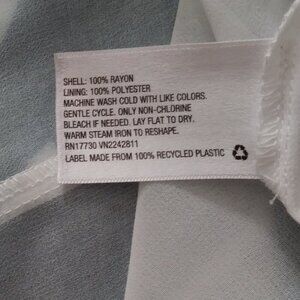 SHELL: 100% RAYON
LINING: 100% POLYESTER
MACHINE WASH COLD WITH LIKE COLORS.
GENTLE CYCLE. ONLY NON-CHLORINE
BLEACH IF NEEDED. LAY FLAT TO DRY.
WARM STEAM IRON TO RESHAPE.
RN17730 VN2242811
LABEL MADE FROM 100% RECYCLED PLASTIC